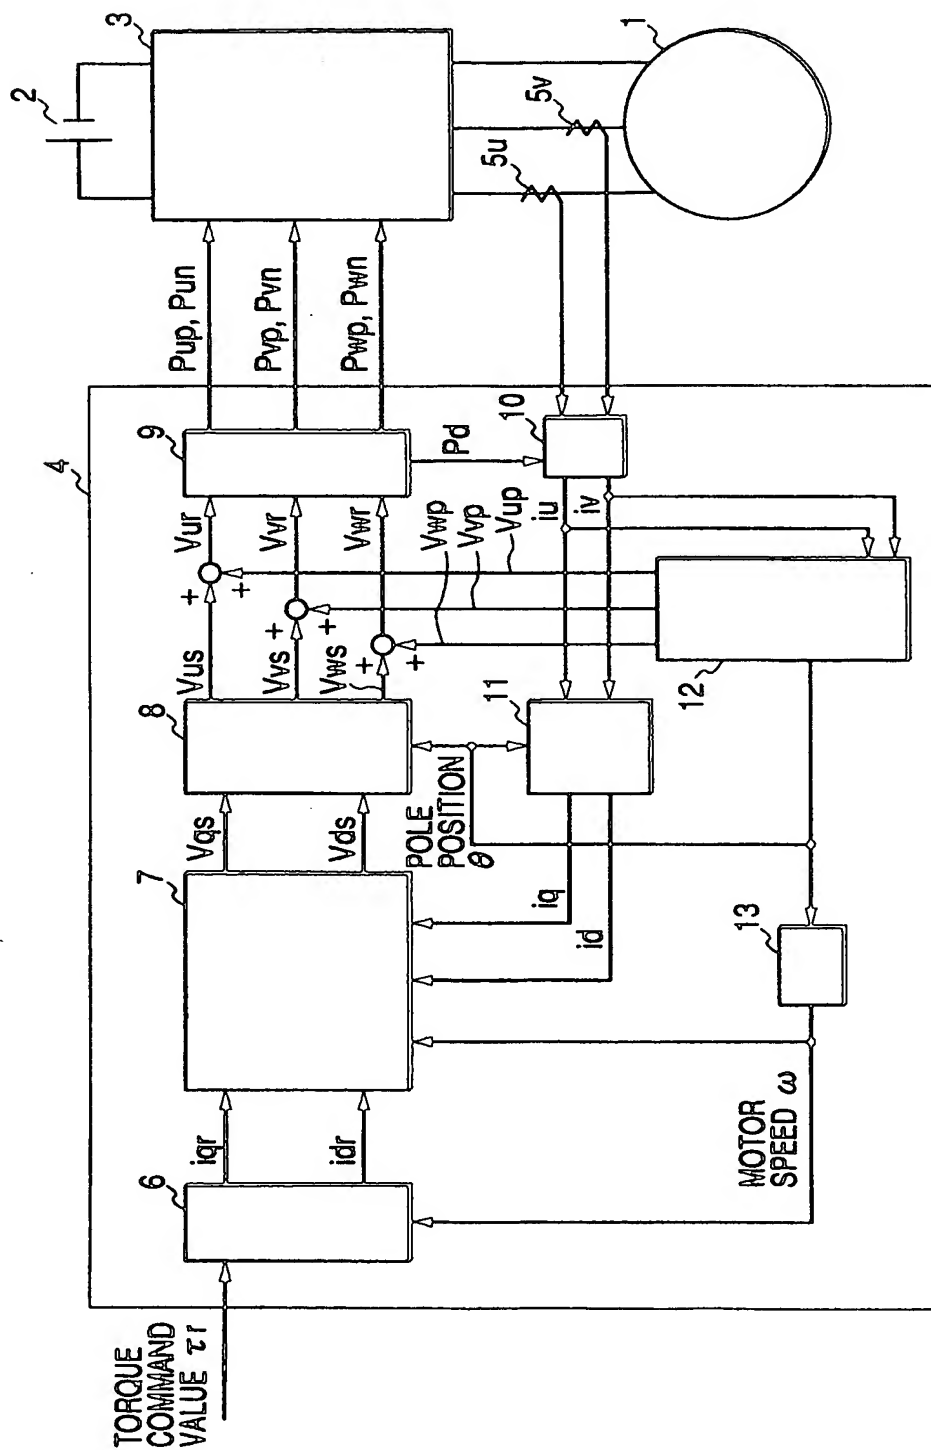 TORQUE
COMMAND
VALUE τr
4
6
iqr
idr
7
Vqs
Vds
8
Vus
Vvs
Vws
+
+
+
+
+
+
Vur
Vvr
Vwr
9
Pup, Pun
Pvp, Pvn
Pwp, Pwn
2
3
Pd
Vwp
Vvp
Vup
10
iu
iv
5u
5v
1
POLE
POSITION
θ
11
iq
id
12
13
MOTOR
SPEED ω